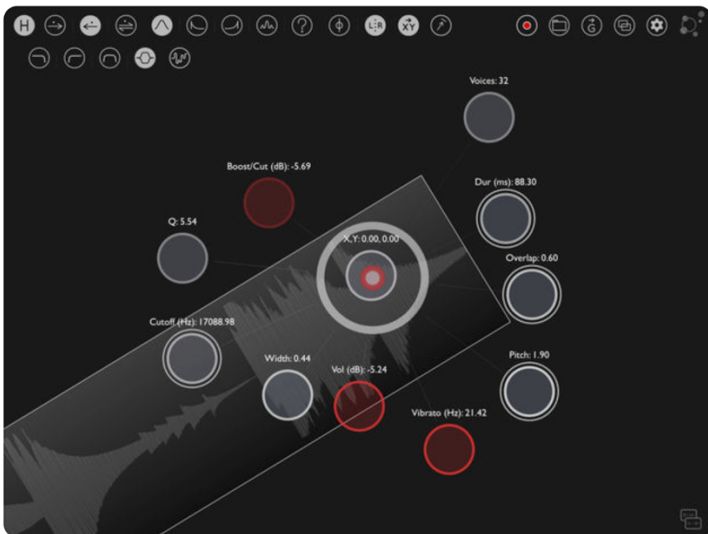 H
L:R
XY
G
Voices: 32
Boost/Cut (dB): -5.69
Dur (ms): 88.30
Q: 5.54
X,Y: 0.00, 0.00
Overlap: 0.60
Cutoff (Hz): 17088.98
Width: 0.44
Vol (dB): -5.24
Pitch: 1.90
Vibrato (Hz): 21.42